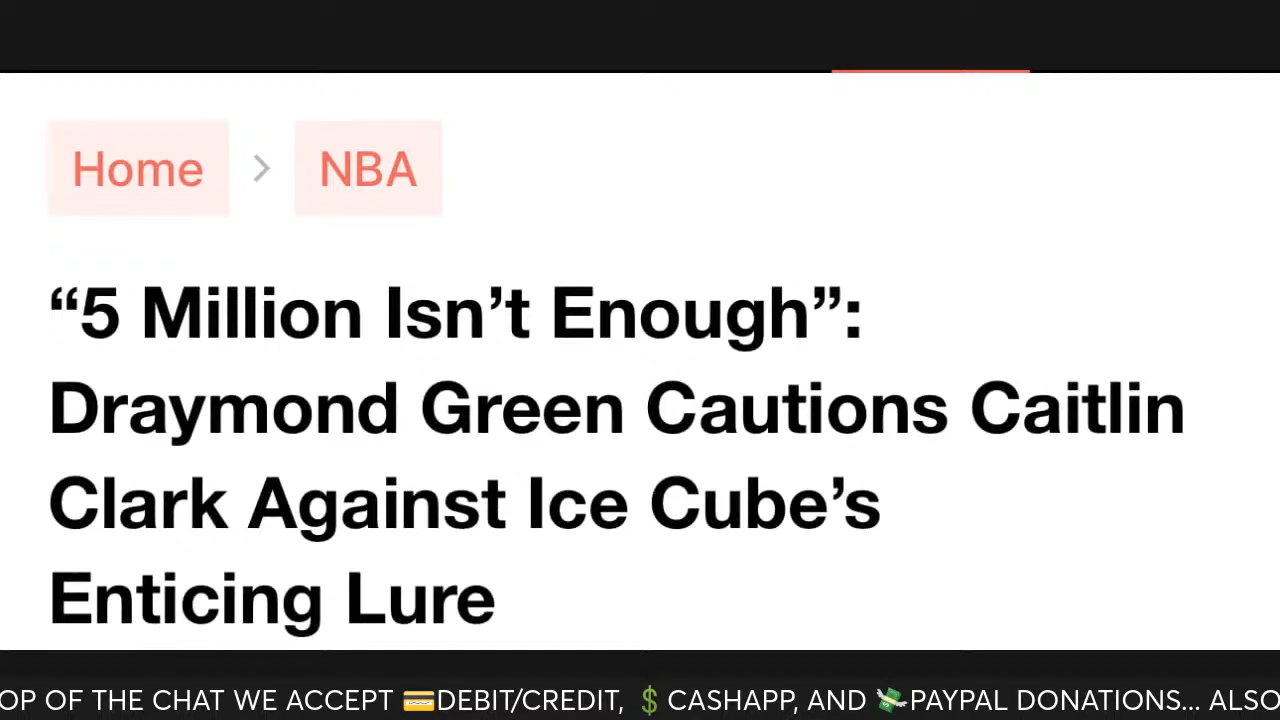 Home > NBA
“5 Million Isn’t Enough”:
Draymond Green Cautions Caitlin
Clark Against Ice Cube’s
Enticing Lure
OP OF THE CHAT WE ACCEPT 💳DEBIT/CREDIT, 💲CASHAPP, AND 💸PAYPAL DONATIONS... ALSO